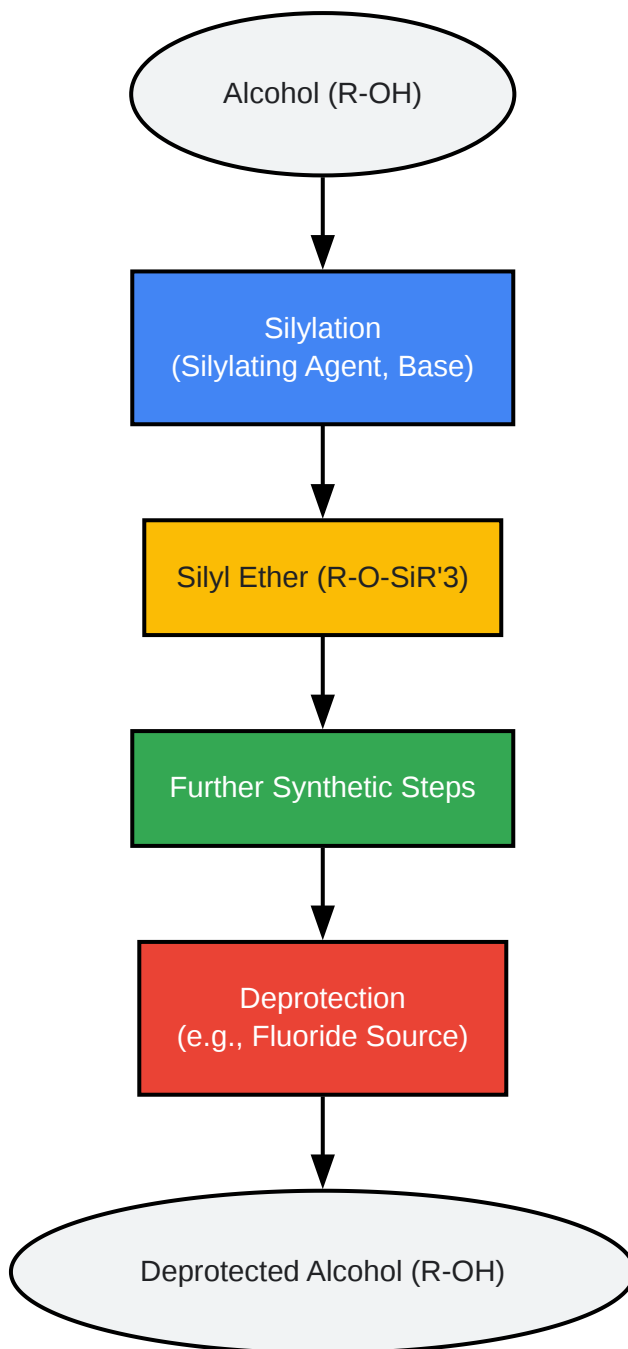 Alcohol (R-OH)
Silylation
(Silylating Agent, Base)
Silyl Ether (R-O-SiR'3)
Further Synthetic Steps
Deprotection
(e.g., Fluoride Source)
Deprotected Alcohol (R-OH)